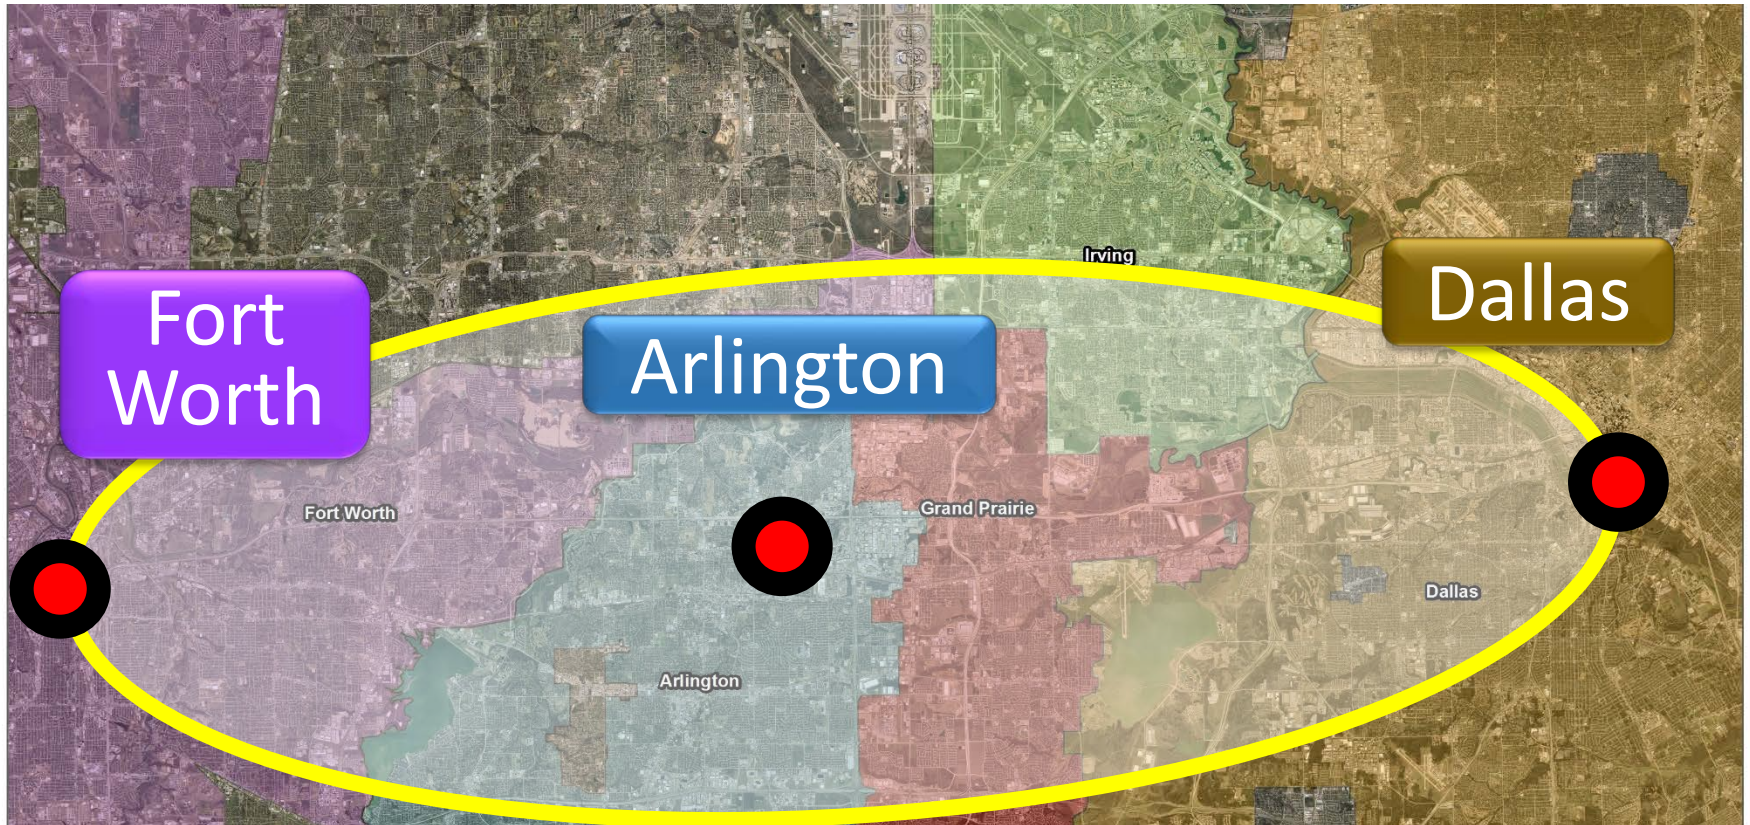 Irving
Fort
Worth
Arlington
Dallas
Fort Worth
Grand Prairie
Dallas
Arlington